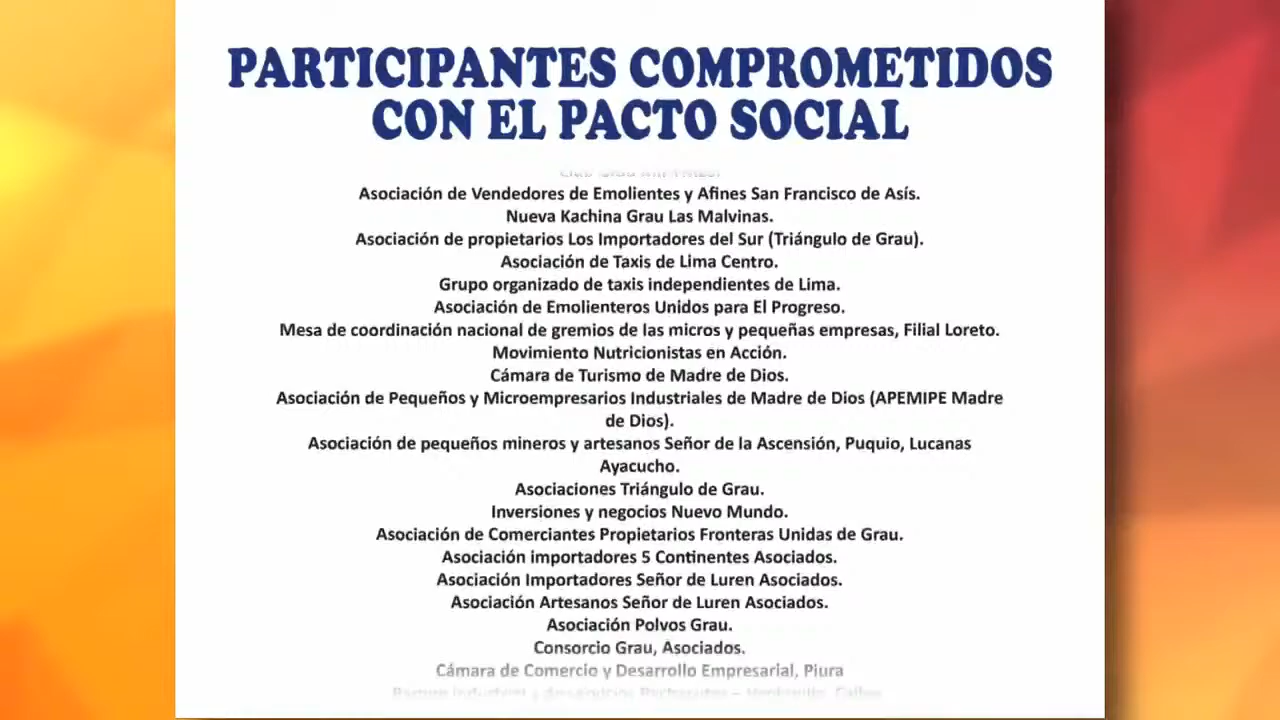 PARTICIPANTES COMPROMETIDOS
CON EL PACTO SOCIAL
Asociación de Vendedores de Emolientes y Afines San Francisco de Asís.
Nueva Kachina Grau Las Malvinas.
Asociación de propietarios Los Importadores del Sur (Triángulo de Grau).
Asociación de Taxis de Lima Centro.
Grupo organizado de taxis independientes de Lima.
Asociación de Emolienteros Unidos para El Progreso.
Mesa de coordinación nacional de gremios de las micros y pequeñas empresas, Filial Loreto.
Movimiento Nutricionistas en Acción.
Cámara de Turismo de Madre de Dios.
Asociación de Pequeños y Microempresarios Industriales de Madre de Dios (APEMIPE Madre
de Dios).
Asociación de pequeños mineros y artesanos Señor de la Ascensión, Puquio, Lucanas
Ayacucho.
Asociaciones Triángulo de Grau.
Inversiones y negocios Nuevo Mundo.
Asociación de Comerciantes Propietarios Fronteras Unidas de Grau.
Asociación importadores 5 Continentes Asociados.
Asociación Importadores Señor de Luren Asociados.
Asociación Artesanos Señor de Luren Asociados.
Asociación Polvos Grau.
Consorcio Grau, Asociados.
Cámara de Comercio y Desarrollo Empresarial, Piura